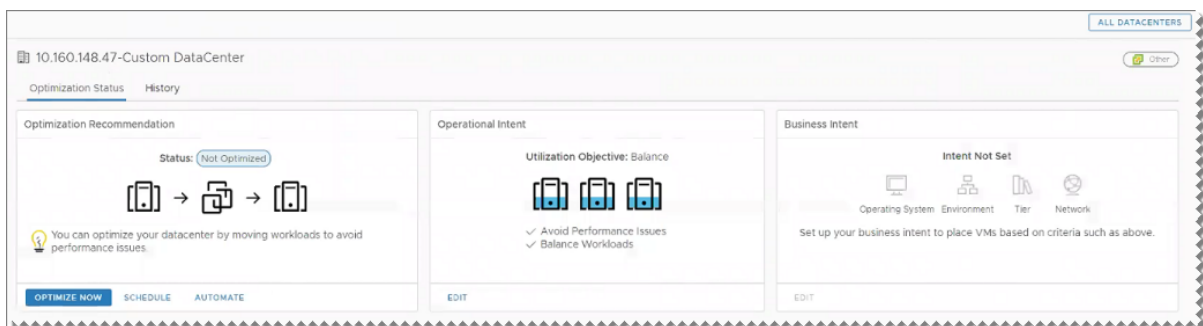 ALL DATACENTERS
10.160.148.47-Custom DataCenter
Other
Optimization Status History
Optimization Recommendation
Status: Not Optimized
You can optimize your datacenter by moving workloads to avoid
performance issues.
OPTIMIZE NOW SCHEDULE AUTOMATE
Operational Intent
Utilization Objective: Balance
Avoid Performance Issues
Balance Workloads
EDIT
Business Intent
Intent Not Set
Operating System Environment Tier Network
Set up your business intent to place VMs based on criteria such as above.
EDIT